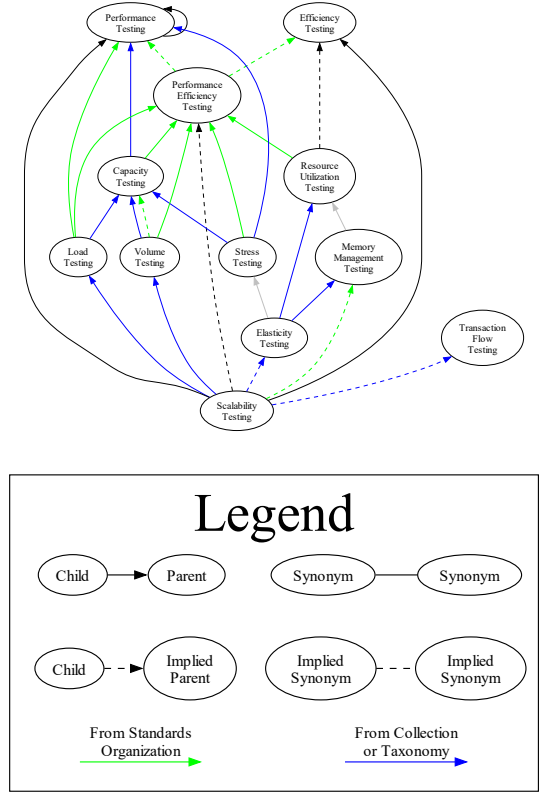 Performance
Testing
Efficiency
Testing
Performance
Efficiency
Testing
Capacity
Testing
Resource
Utilization
Testing
Load
Testing
Volume
Testing
Stress
Testing
Memory
Management
Testing
Elasticity
Testing
Transaction
Flow
Testing
Scalability
Testing
Legend
Child
Parent
Synonym
Synonym
Child
Implied
Parent
Implied
Synonym
Implied
Synonym
From Standards
Organization
From Collection
or Taxonomy